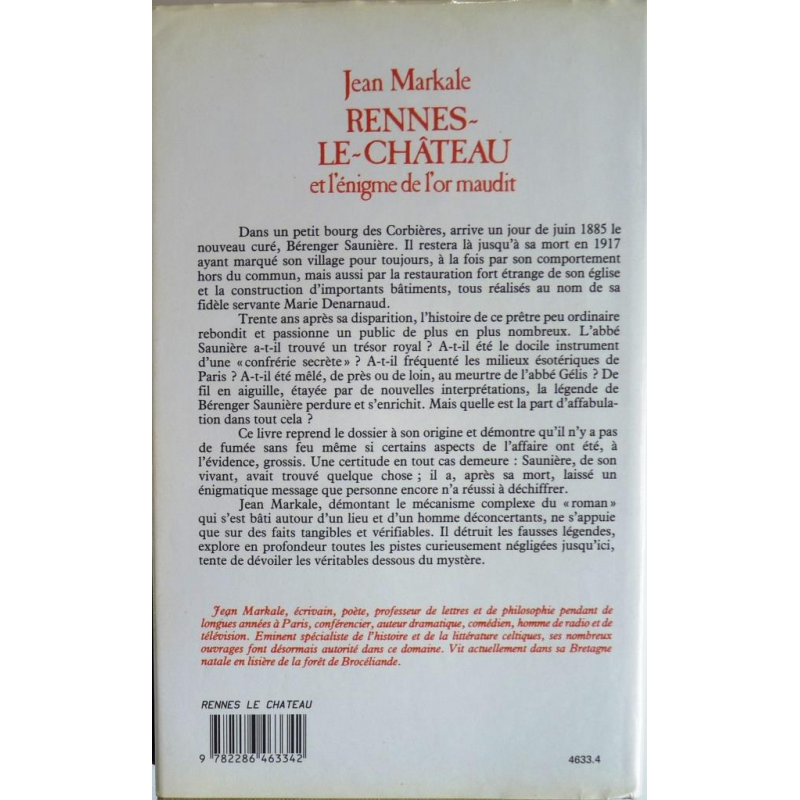 Jean Markale
RENNES-
LE-CHÂTEAU
et l'énigme de l'or maudit
Dans un petit bourg des Corbières, arrive un jour de juin 1885 le
nouveau curé, Bérenger Saunière. Il restera là jusqu'à sa mort en 1917
ayant marqué son village pour toujours, à la fois par son comportement
hors du commun, mais aussi par la restauration fort étrange de son église
et la construction d'importants bâtiments, tous réalisés au nom de sa
fidèle servante Marie Denarnaud.
Trente ans après sa disparition, l'histoire de ce prêtre peu ordinaire
rebondit et passionne un public de plus en plus nombreux. L'abbé
Saunière a-t-il trouvé un trésor royal ? A-t-il été le docile instrument
d'une « confrérie secrète » ? A-t-il fréquenté les milieux ésotériques de
Paris ? A-t-il été mêlé, de près ou de loin, au meurtre de l'abbé Gélis ? De
fil en aiguille, étayée par de nouvelles interprétations, la légende de
Bérenger Saunière perdure et s'enrichit. Mais quelle est la part d'affabula-
tion dans tout cela ?
Ce livre reprend le dossier à son origine et démontre qu'il n'y a pas
de fumée sans feu même si certains aspects de l'affaire ont été, à
l'évidence, grossis. Une certitude en tout cas demeure : Saunière, de son
vivant, avait trouvé quelque chose ; il a, après sa mort, laissé un
énigmatique message que personne encore n'a réussi à déchiffrer.
Jean Markale, démontant le mécanisme complexe du « roman »
qui s'est bâti autour d'un lieu et d'un homme déconcertants, ne s'appuie
que sur des faits tangibles et vérifiables. Il détruit les fausses légendes,
explore en profondeur toutes les pistes curieusement négligées jusqu'ici,
tente de dévoiler les véritables dessous du mystère.
Jean Markale, écrivain, poète, professeur de lettres et de philosophie pendant de
longues années à Paris, conférencier, auteur dramatique, comédien, homme de radio et de
télévision. Eminent spécialiste de l'histoire et de la littérature celtiques, ses nombreux
ouvrages font désormais autorité dans ce domaine. Vit actuellement dans sa Bretagne
natale en lisière de la forêt de Brocéliande.
RENNES LE CHATEAU
9 782286 463342
4633.4